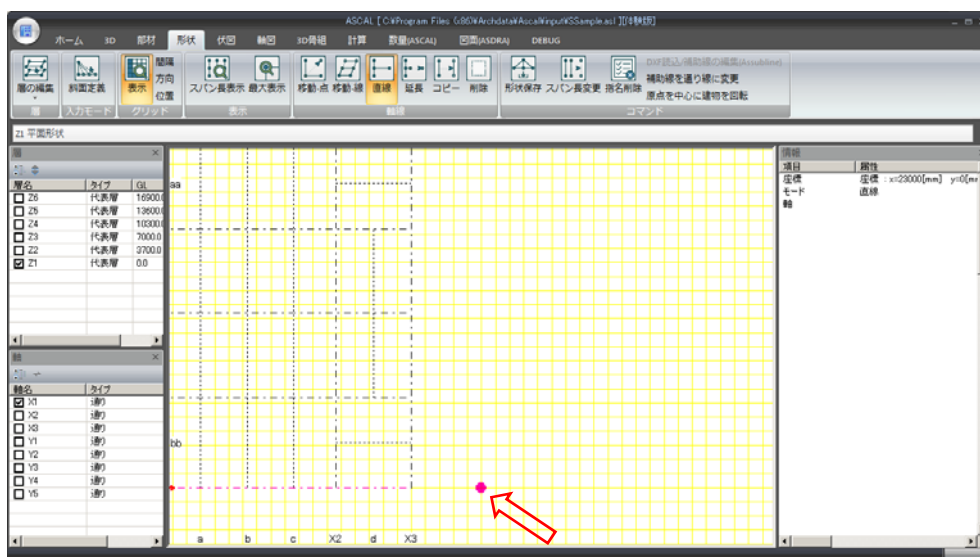 ASCAL [ C:¥Program Files (x86)¥Archdata¥Ascal¥input¥SSample.asl ][体験版]
ホーム 3D 部材 形状 伏図 軸図 3D骨組 計算 数量(ASCAL) 図面(ASDRA) DEBUG
層の編集 斜面定義 表示 間隔 方向 位置 スパン長表示 最大表示 移動-点 移動-線 直線 延長 コピー 削除 形状保存 スパン長変更 指名削除 DXF読込/補助線の編集(Assubline)
補助線を通り線に変更
原点を中心に建物を回転
層 入力モード グリッド 表示 軸線 コマンド
Z1 平面形状
層
層名 タイプ GL
Z6 代表層 16900.0
Z5 代表層 13600.0
Z4 代表層 10300.0
Z3 代表層 7000.0
Z2 代表層 3700.0
Z1 代表層 0.0
軸
軸名 タイプ
X1 通り
X2 通り
X3 通り
Y1 通り
Y2 通り
Y3 通り
Y4 通り
Y5 通り
aa
bb
a b c X2 d X3
情報
項目 属性
座標 座標 : x=23000[mm] y=0[m
モード 直線
軸